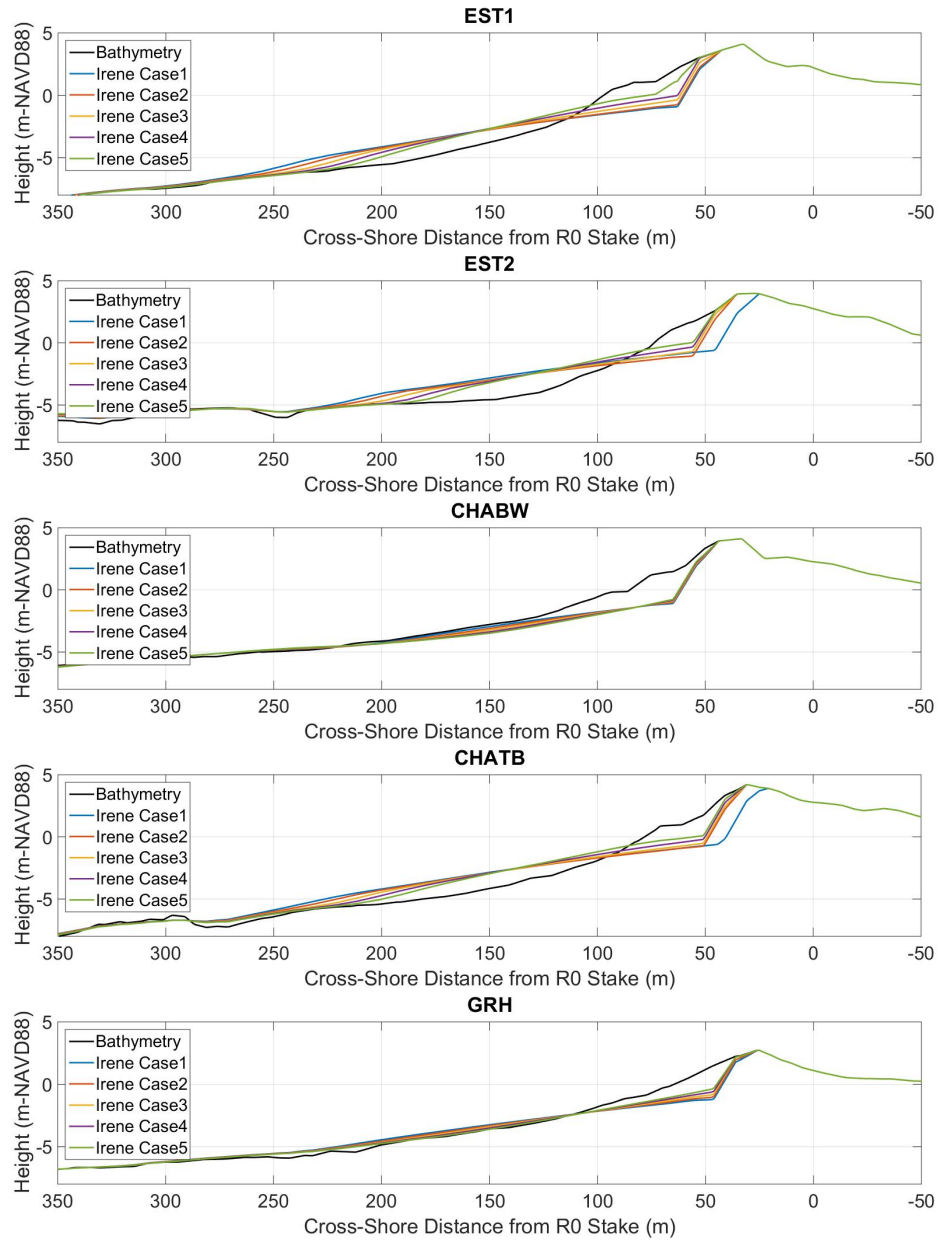 EST1
5
0
-5
Height (m-NAVD88)
Bathymetry
Irene Case1
Irene Case2
Irene Case3
Irene Case4
Irene Case5
350 300 250 200 150 100 50 0 -50
Cross-Shore Distance from R0 Stake (m)
EST2
5
0
-5
Height (m-NAVD88)
Bathymetry
Irene Case1
Irene Case2
Irene Case3
Irene Case4
Irene Case5
350 300 250 200 150 100 50 0 -50
Cross-Shore Distance from R0 Stake (m)
CHABW
5
0
-5
Height (m-NAVD88)
Bathymetry
Irene Case1
Irene Case2
Irene Case3
Irene Case4
Irene Case5
350 300 250 200 150 100 50 0 -50
Cross-Shore Distance from R0 Stake (m)
CHATB
5
0
-5
Height (m-NAVD88)
Bathymetry
Irene Case1
Irene Case2
Irene Case3
Irene Case4
Irene Case5
350 300 250 200 150 100 50 0 -50
Cross-Shore Distance from R0 Stake (m)
GRH
5
0
-5
Height (m-NAVD88)
Bathymetry
Irene Case1
Irene Case2
Irene Case3
Irene Case4
Irene Case5
350 300 250 200 150 100 50 0 -50
Cross-Shore Distance from R0 Stake (m)